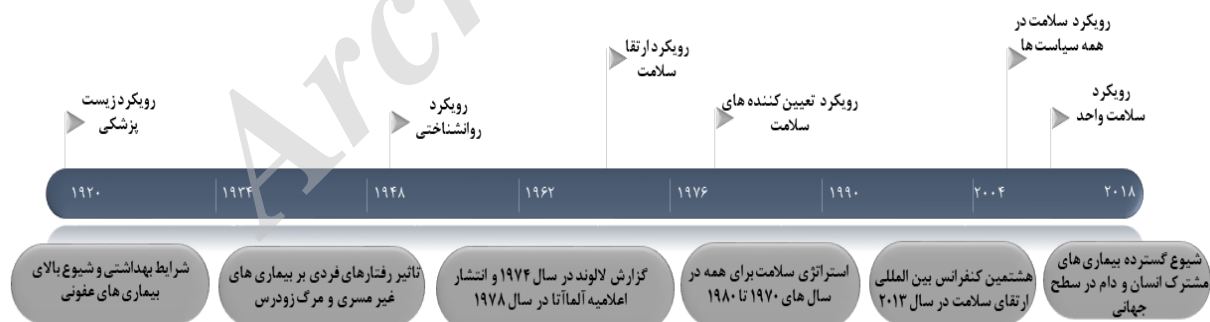 رویکرد سلامت در
همه سیاست ها
رویکرد ارتقا
سلامت
رویکرد زیست
پزشکی
رویکرد
روانشناختی
رویکرد تعیین کننده های
سلامت
رویکرد
سلامت واحد
۱۹۲۰
۱۹۳۴
۱۹۴۸
۱۹۶۲
۱۹۷۶
۱۹۹۰
۲۰۰۴
۲۰۱۸
شرایط بهداشتی و شیوع بالای
بیماری های عفونی
تاثیر رفتارهای فردی بر بیماری های
غیر مسری و مرگ زودرس
گزارش لالوند در سال ۱۹۷۴ و انتشار
اعلامیه آلماآتا در سال ۱۹۷۸
استراتژی سلامت برای همه در
سال های ۱۹۷۰ تا ۱۹۸۰
هشتمین کنفرانس بین المللی
ارتقای سلامت در سال ۲۰۱۳
شیوع گسترده بیماری های
مشترک انسان و دام در سطح
جهانی